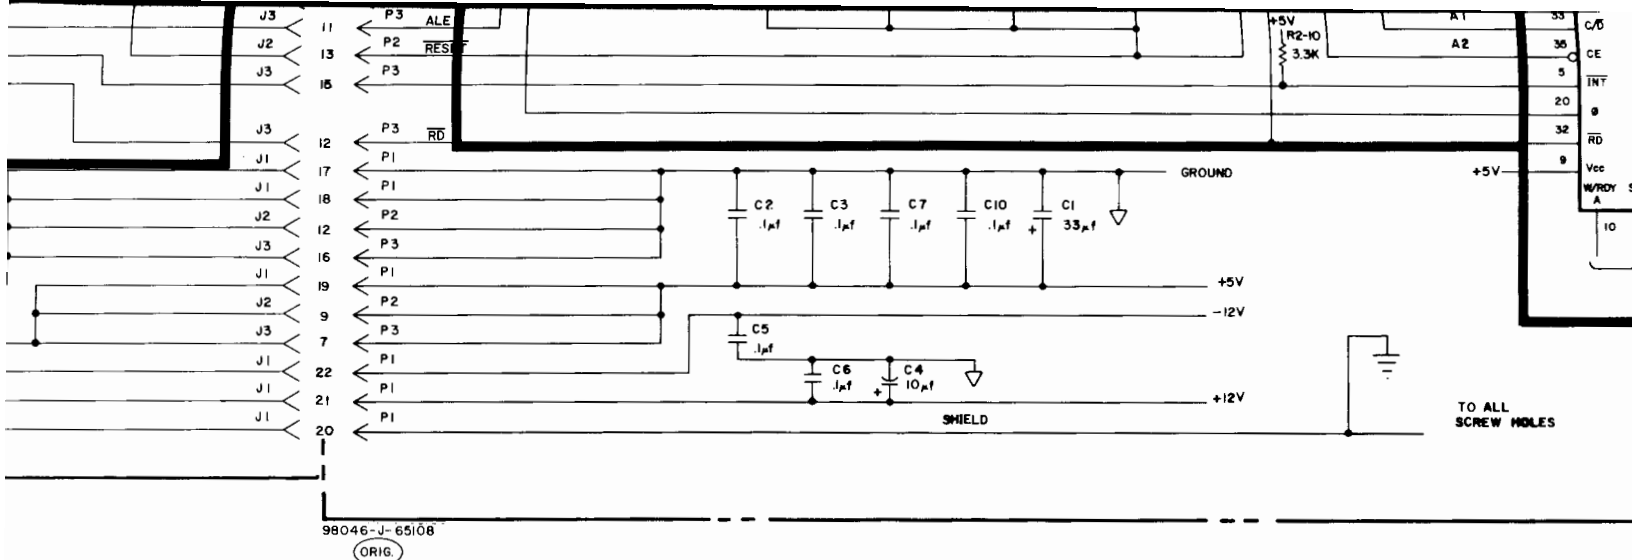 J3 11 P3 ALE
J2 13 P2 RESET
J3 15 P3
J3 12 P3 RD
J1 17 P1
J1 18 P1
J2 12 P2
J3 16 P3
J1 19 P1
J2 9 P2
J3 7 P3
J1 22 P1
J1 21 P1
J1 20 P1
+5V
R2-10
3.3K
A1 33 C/D
A2 36 CE
5 INT
20 ø
32 RD
+5V 9 Vcc
W/RDY S
A
10
GROUND
C2 .1µf
C3 .1µf
C7 .1µf
C10 .1µf
C1 + 33µf
+5V
-12V
C5 .1µf
C6 .1µf
C4 + 10µf
+12V
SHIELD
TO ALL
SCREW HOLES
98046-J-65108
ORIG.